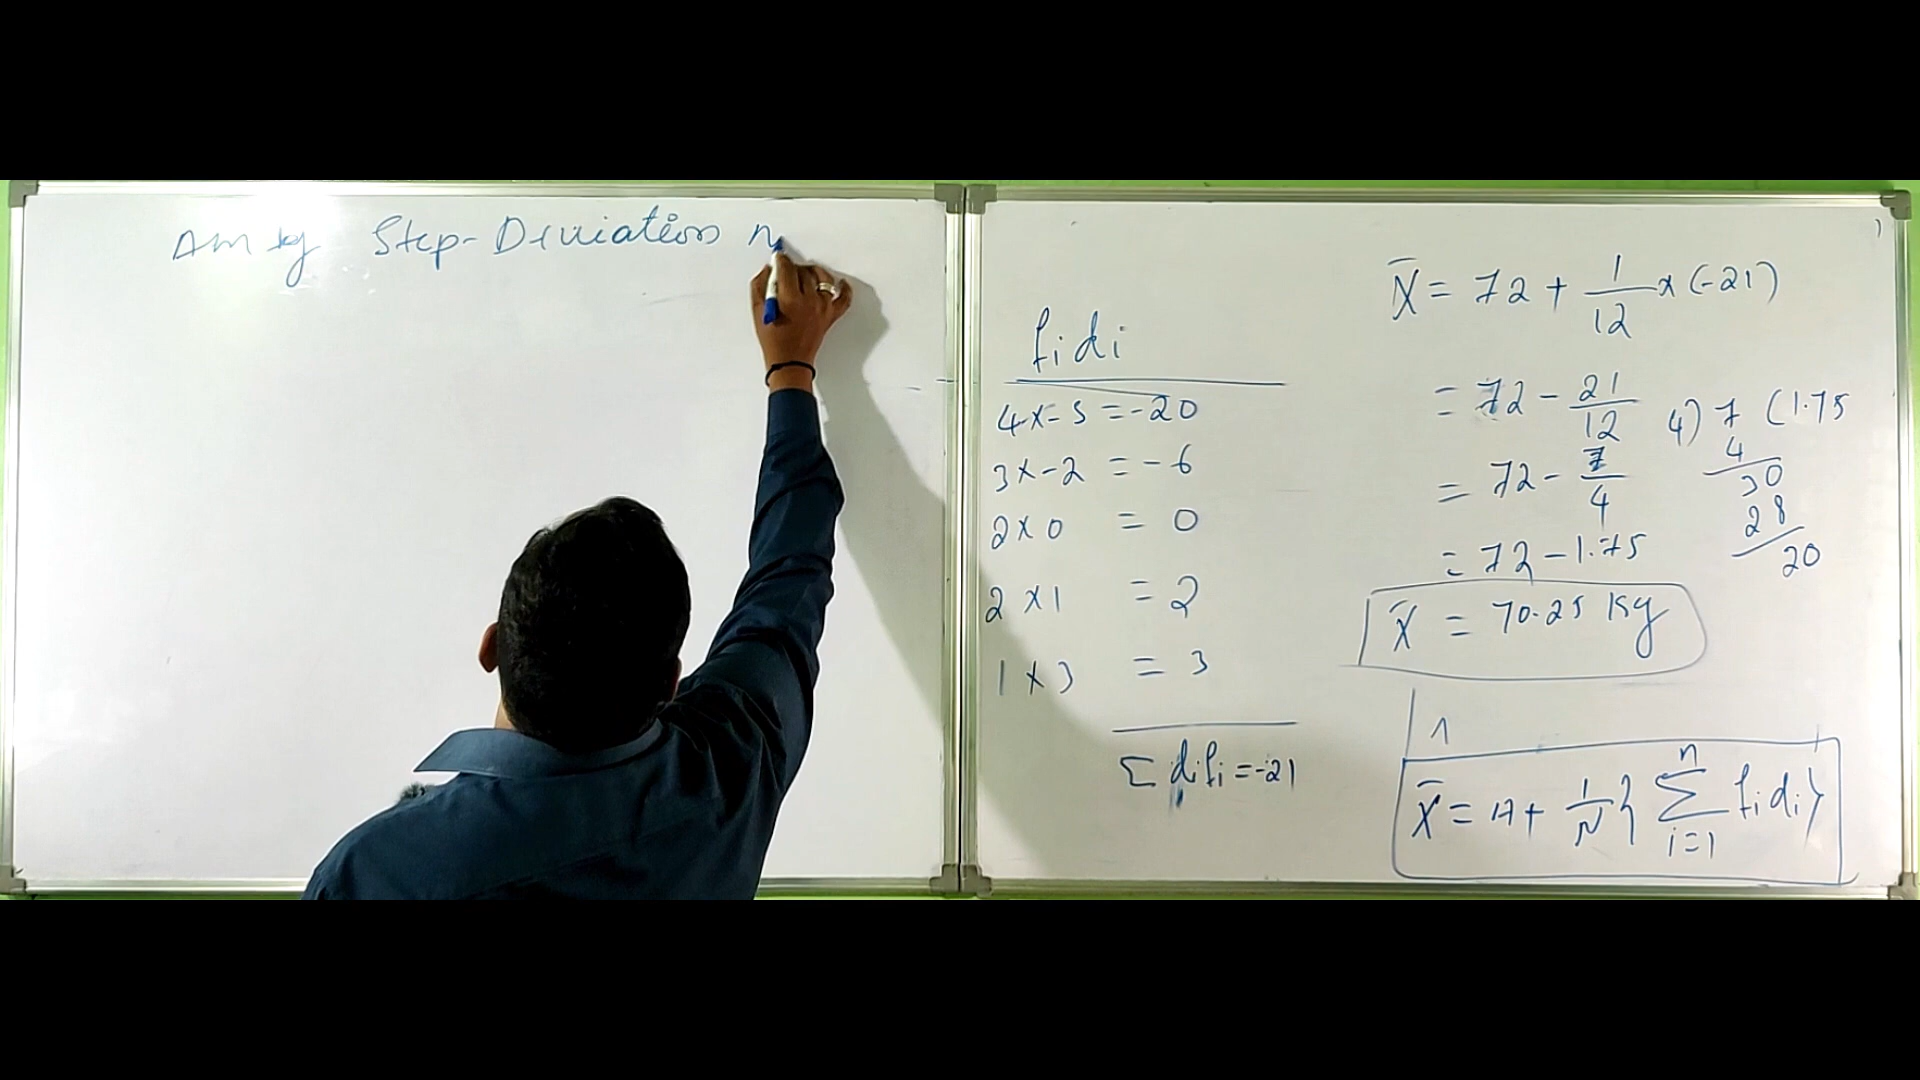 AM by Step-Deviation m
fidi
4x-5 = -20
3x-2 = -6
2x0 = 0
2x1 = 2
1x3 = 3
Σ difi = -21
X̄ = 72 + 1/12 x (-21)
= 72 - 21/12
= 72 - 7/4
= 72 - 1.75
X̄ = 70.25 Kg
4) 7 (1.75
4
30
28
20
X̄ = A + 1/N { Σ i=1 n fidi }